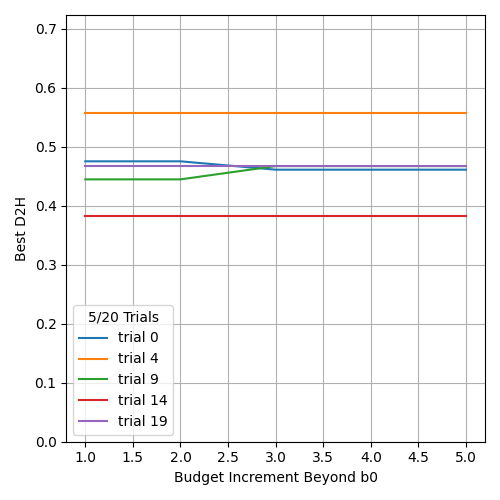 0.7
0.6
0.5
0.4
0.3
0.2
0.1
0.0
Best D2H
5/20 Trials
trial 0
trial 4
trial 9
trial 14
trial 19
1.0 1.5 2.0 2.5 3.0 3.5 4.0 4.5 5.0
Budget Increment Beyond b0